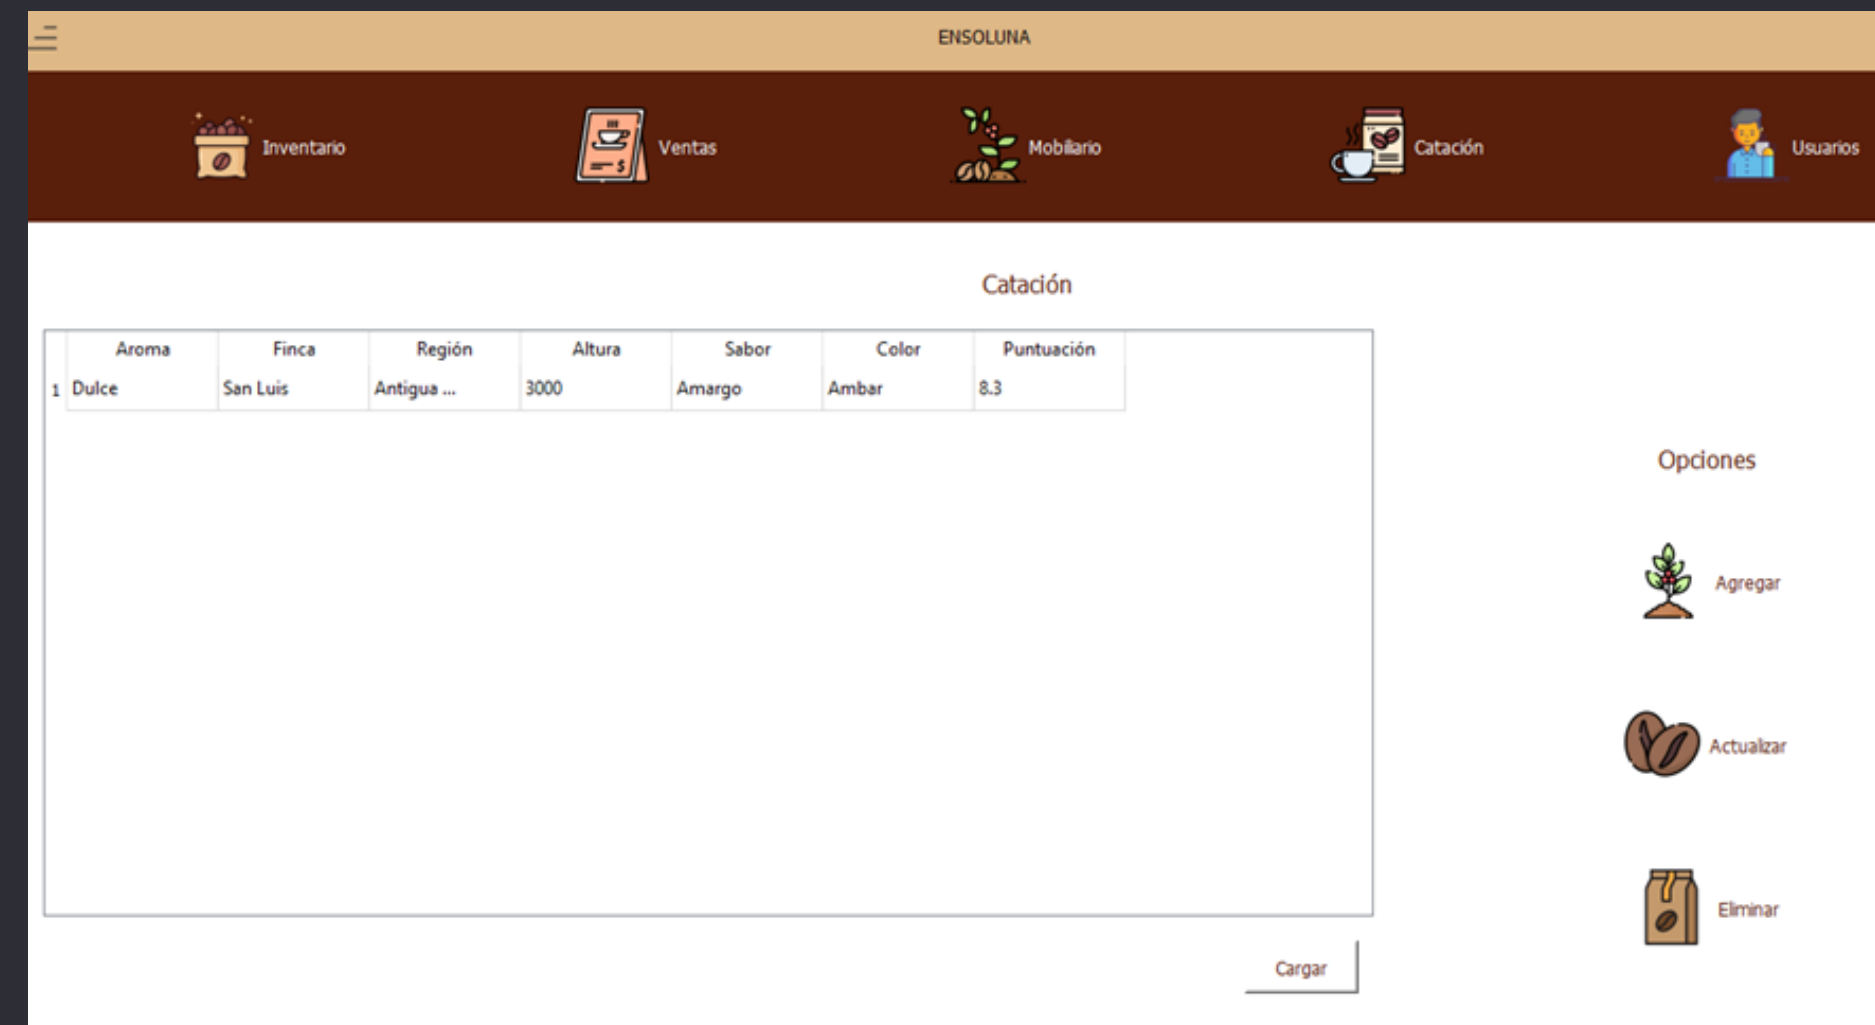 ENSOLUNA
Inventario Ventas Mobiliario Catación Usuarios
Catación
Aroma Finca Región Altura Sabor Color Puntuación
1 Dulce San Luis Antigua ... 3000 Amargo Ambar 8.3
Opciones
Agregar
Actualizar
Eliminar
Cargar